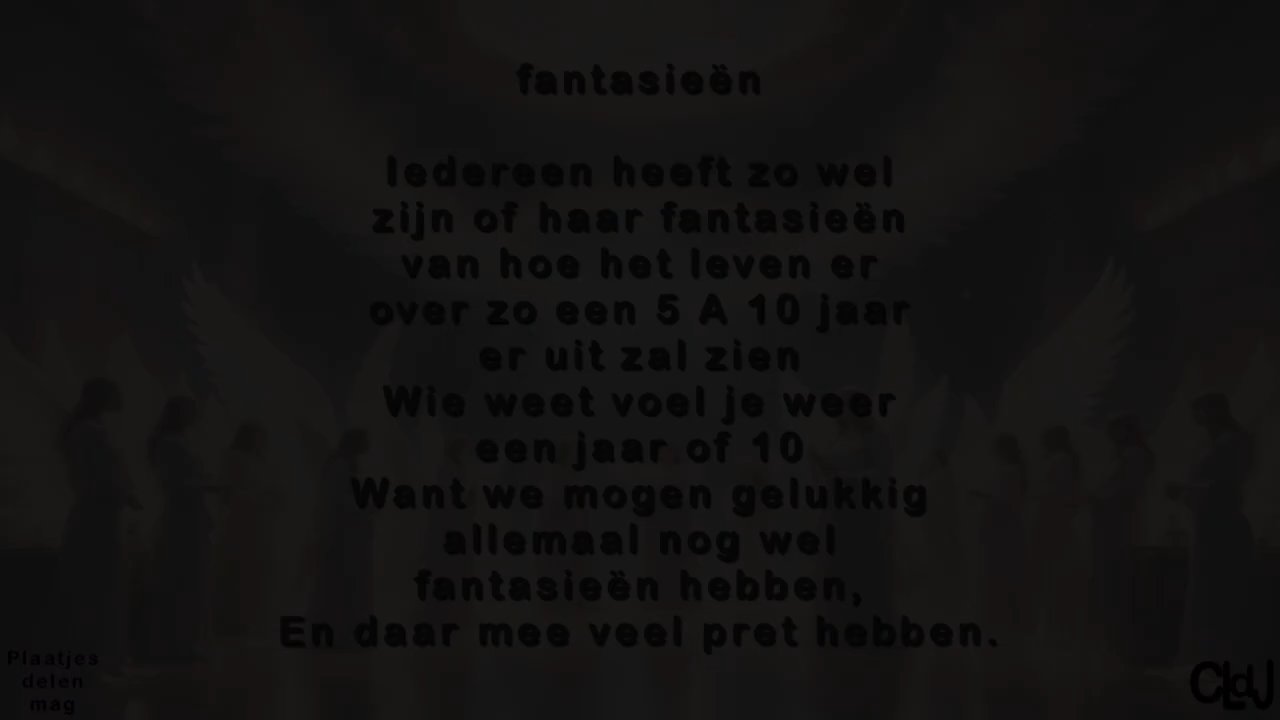 fantasieën
Iedereen heeft zo wel
zijn of haar fantasieën
van hoe het leven er
over zo een 5 A 10 jaar
er uit zal zien
Wie weet voel je weer
een jaar of 10
Want we mogen gelukkig
allemaal nog wel
fantasieën hebben,
En daar mee veel pret hebben.
Plaatjes
delen
mag
CLdJ